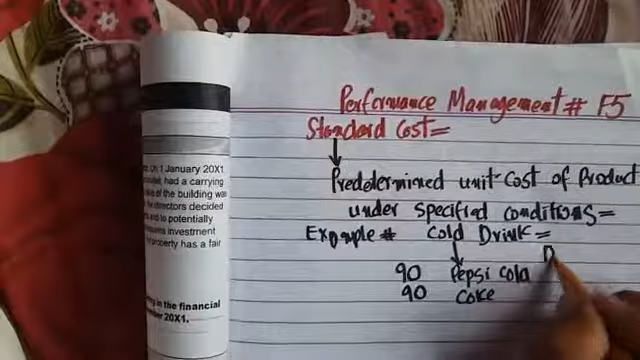 Performance Management # F5
Standard Cost =
Predetermined unit cost of Product
under specified conditions =
Example # Cold Drink =
90 Pepsi Cola
90 Coke
1 January 20X1
had a carrying
of the building was
directors decided
to potentially
investment
property has a fair
in the financial
20X1.